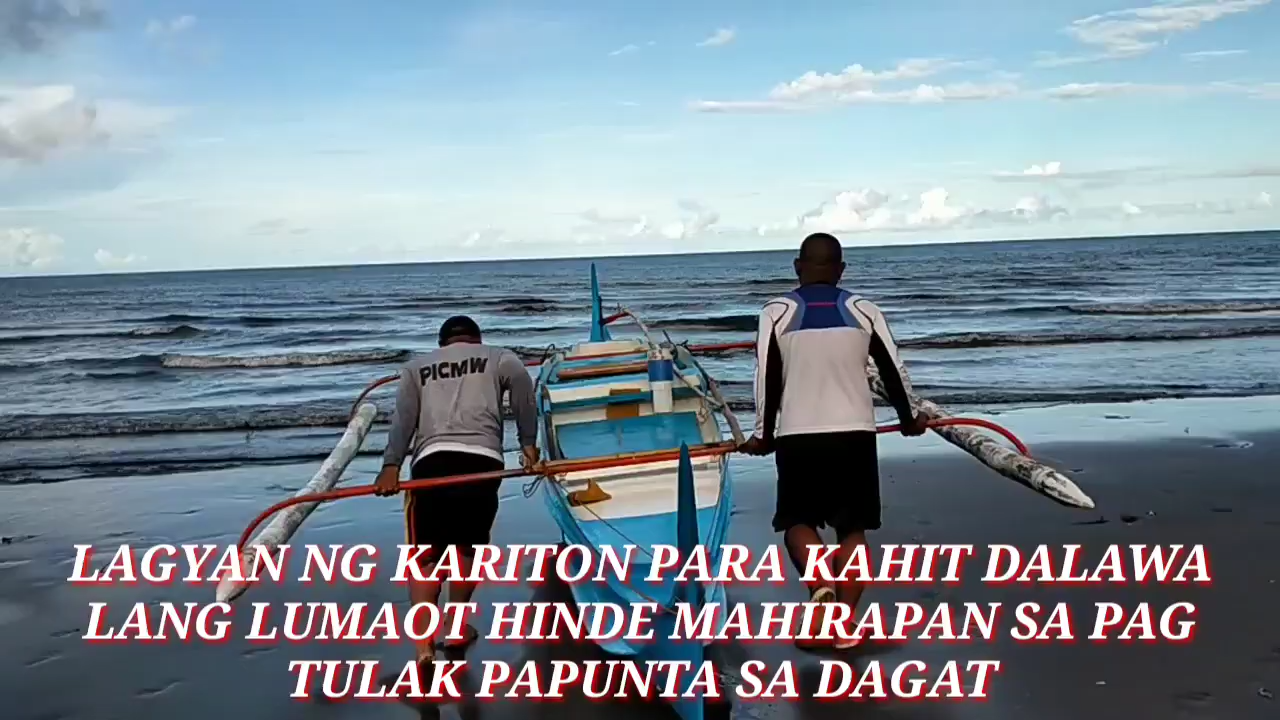 PICMW
LAGYAN NG KARITON PARA KAHIT DALAWA
LANG LUMAOT HINDE MAHIRAPAN SA PAG
TULAK PAPUNTA SA DAGAT